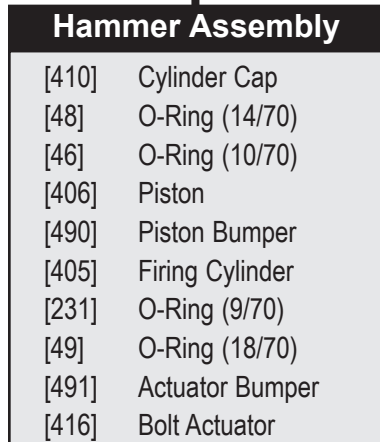 Hammer Assembly
[410] Cylinder Cap
[48] O-Ring (14/70)
[46] O-Ring (10/70)
[406] Piston
[490] Piston Bumper
[405] Firing Cylinder
[231] O-Ring (9/70)
[49] O-Ring (18/70)
[491] Actuator Bumper
[416] Bolt Actuator